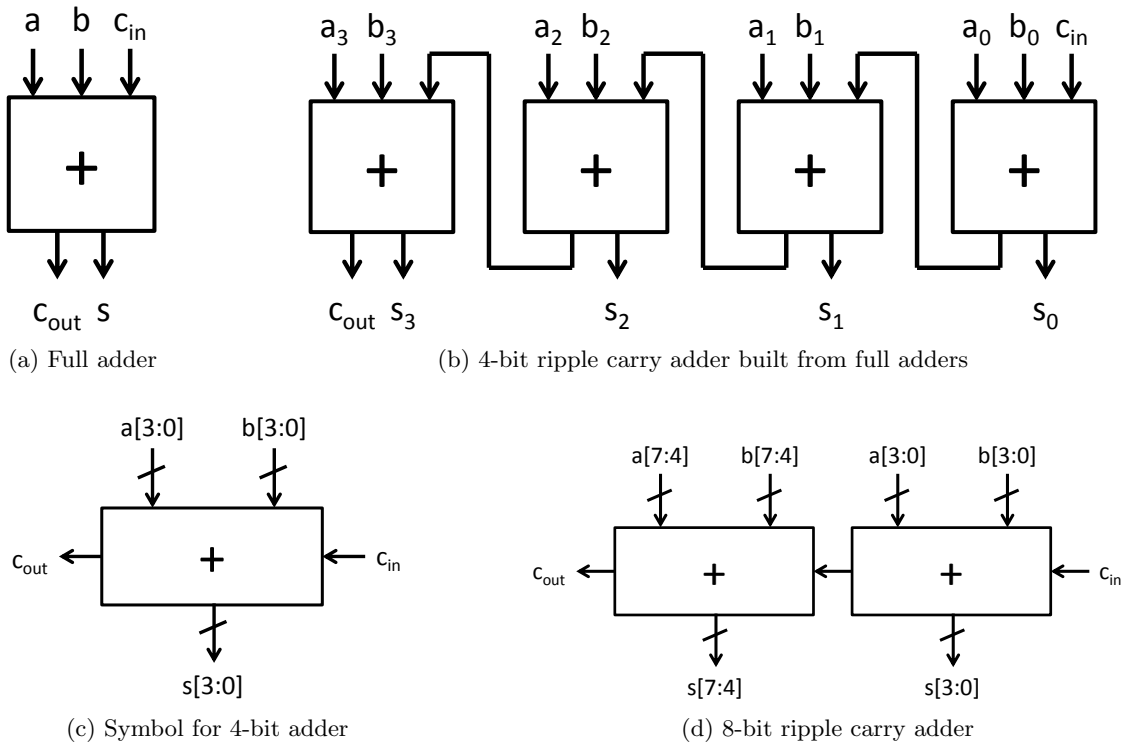 a b c_in
a_3 b_3 a_2 b_2 a_1 b_1 a_0 b_0 c_in
+ + + + +
c_out s
c_out s_3 s_2 s_1 s_0
(a) Full adder
(b) 4-bit ripple carry adder built from full adders
a[3:0] b[3:0]
c_out + c_in
s[3:0]
(c) Symbol for 4-bit adder
a[7:4] b[7:4] a[3:0] b[3:0]
c_out + + c_in
s[7:4] s[3:0]
(d) 8-bit ripple carry adder